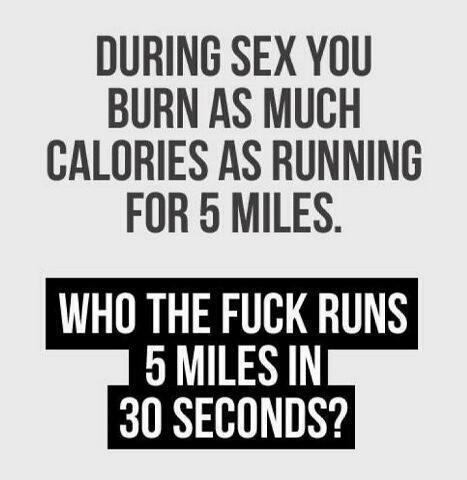 DURING SEX YOU
BURN AS MUCH
CALORIES AS RUNNING
FOR 5 MILES.
WHO THE FUCK RUNS
5 MILES IN
30 SECONDS?